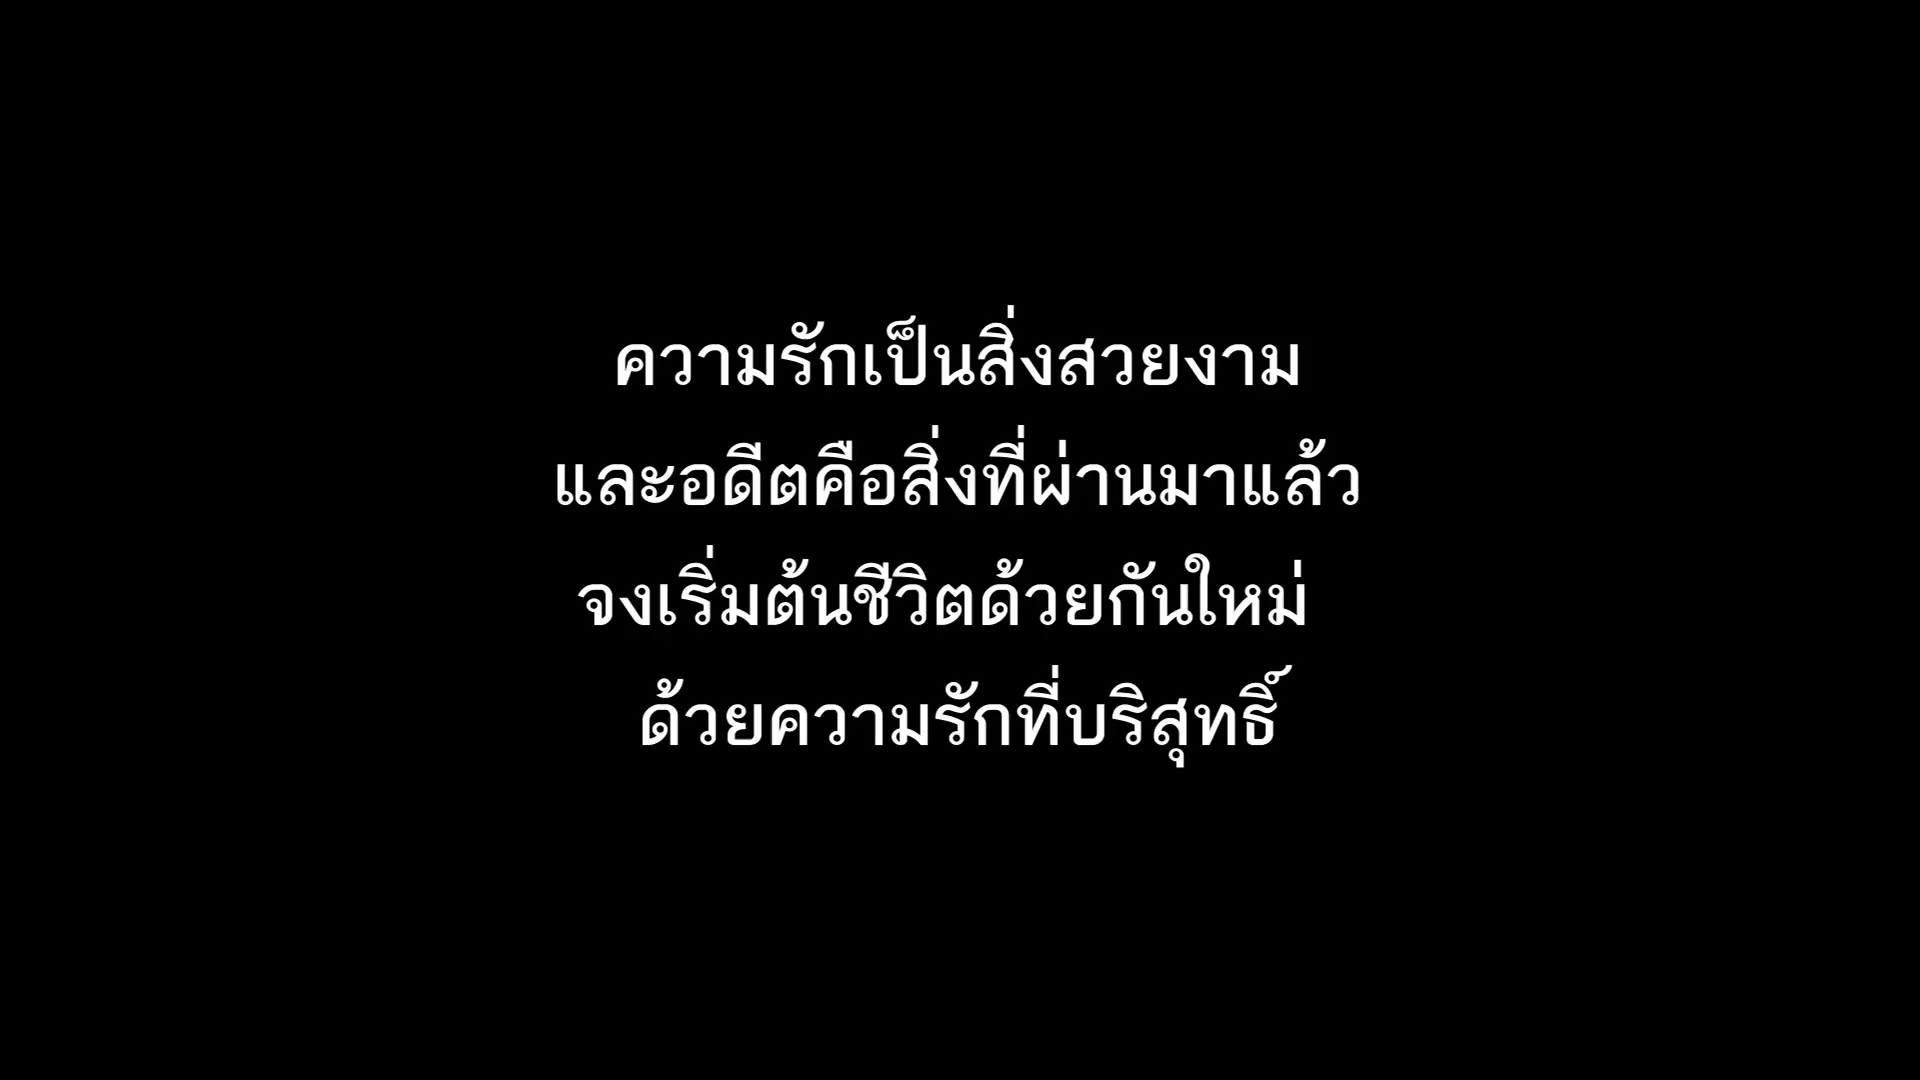 ความรักเป็นสิ่งสวยงาม
และอดีตคือสิ่งที่ผ่านมาแล้ว
จงเริ่มต้นชีวิตด้วยกันใหม่
ด้วยความรักที่บริสุทธิ์